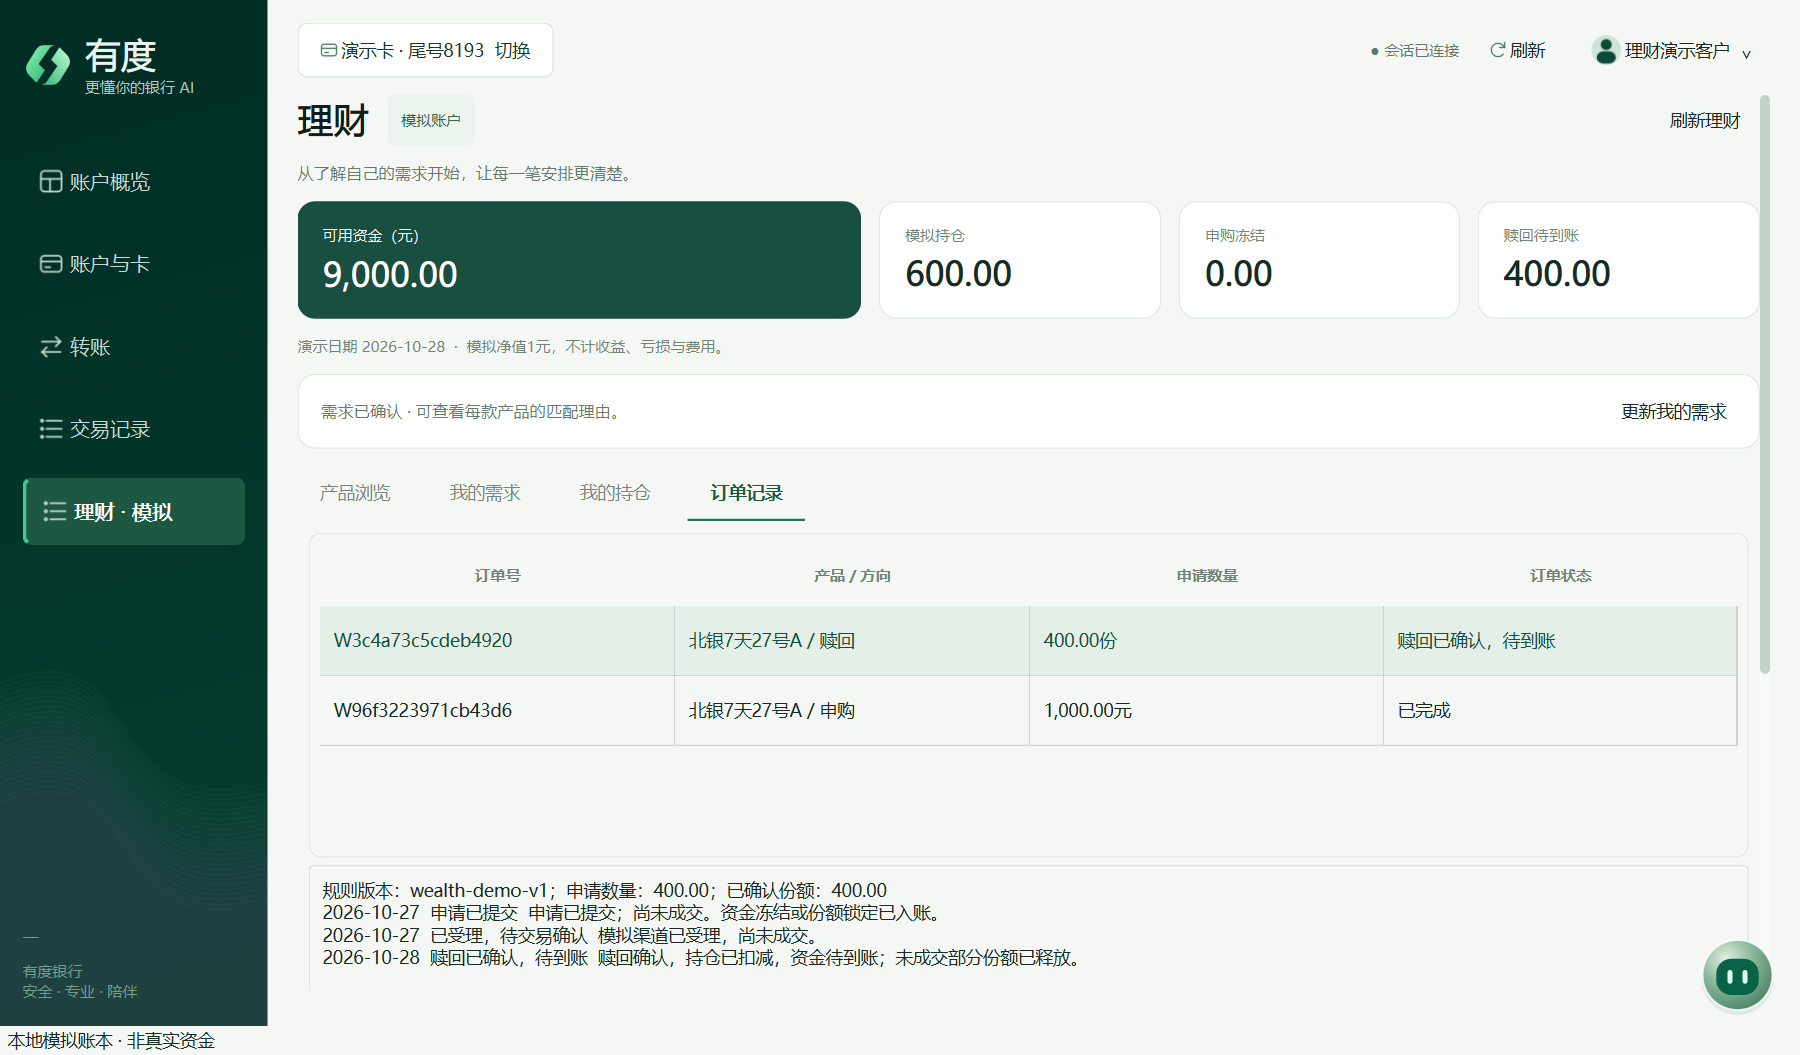 有度
更懂你的银行 AI
账户概览
账户与卡
转账
交易记录
理财 · 模拟
—
有度银行
安全 · 专业 · 陪伴
本地模拟账本 · 非真实资金
演示卡 · 尾号8193 切换
● 会话已连接
刷新
理财演示客户
理财
模拟账户
刷新理财
从了解自己的需求开始，让每一笔安排更清楚。
可用资金（元）
9,000.00
模拟持仓
600.00
申购冻结
0.00
赎回待到账
400.00
演示日期 2026-10-28 · 模拟净值1元，不计收益、亏损与费用。
需求已确认 · 可查看每款产品的匹配理由。
更新我的需求
产品浏览 我的需求 我的持仓 订单记录
订单号 产品 / 方向 申请数量 订单状态
W3c4a73c5cdeb4920 北银7天27号A / 赎回 400.00份 赎回已确认，待到账
W96f3223971cb43d6 北银7天27号A / 申购 1,000.00元 已完成
规则版本：wealth-demo-v1；申请数量：400.00；已确认份额：400.00
2026-10-27 申请已提交 申请已提交；尚未成交。资金冻结或份额锁定已入账。
2026-10-27 已受理，待交易确认 模拟渠道已受理，尚未成交。
2026-10-28 赎回已确认，待到账 赎回确认，持仓已扣减，资金待到账；未成交部分份额已释放。